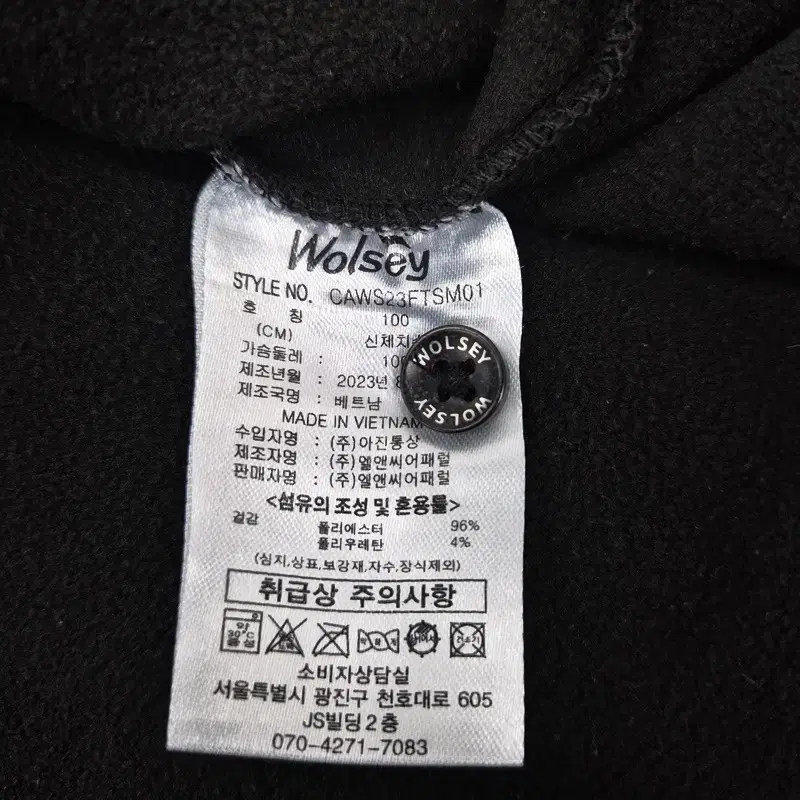 Wolsey
STYLE NO. CAWS23FTSM01
호 칭 100
(CM) 신체치
가슴둘레 :
제조년월 : 2023년
제조국명 : 베트남
MADE IN VIETNAM
수입자명 : (주)아진통상
제조자명 : (주)엘앤씨어패럴
판매자명 : (주)엘앤씨어패럴
<섬유의 조성 및 혼용률>
겉감 폴리에스터 96%
폴리우레탄 4%
(심지,상표,보강재,자수,장식제외)
취급상 주의사항
약 30℃ 중성
소비자상담실
서울특별시 광진구 천호대로 605
JS빌딩 2층
070-4271-7083
WOLSEY
WOLSEY